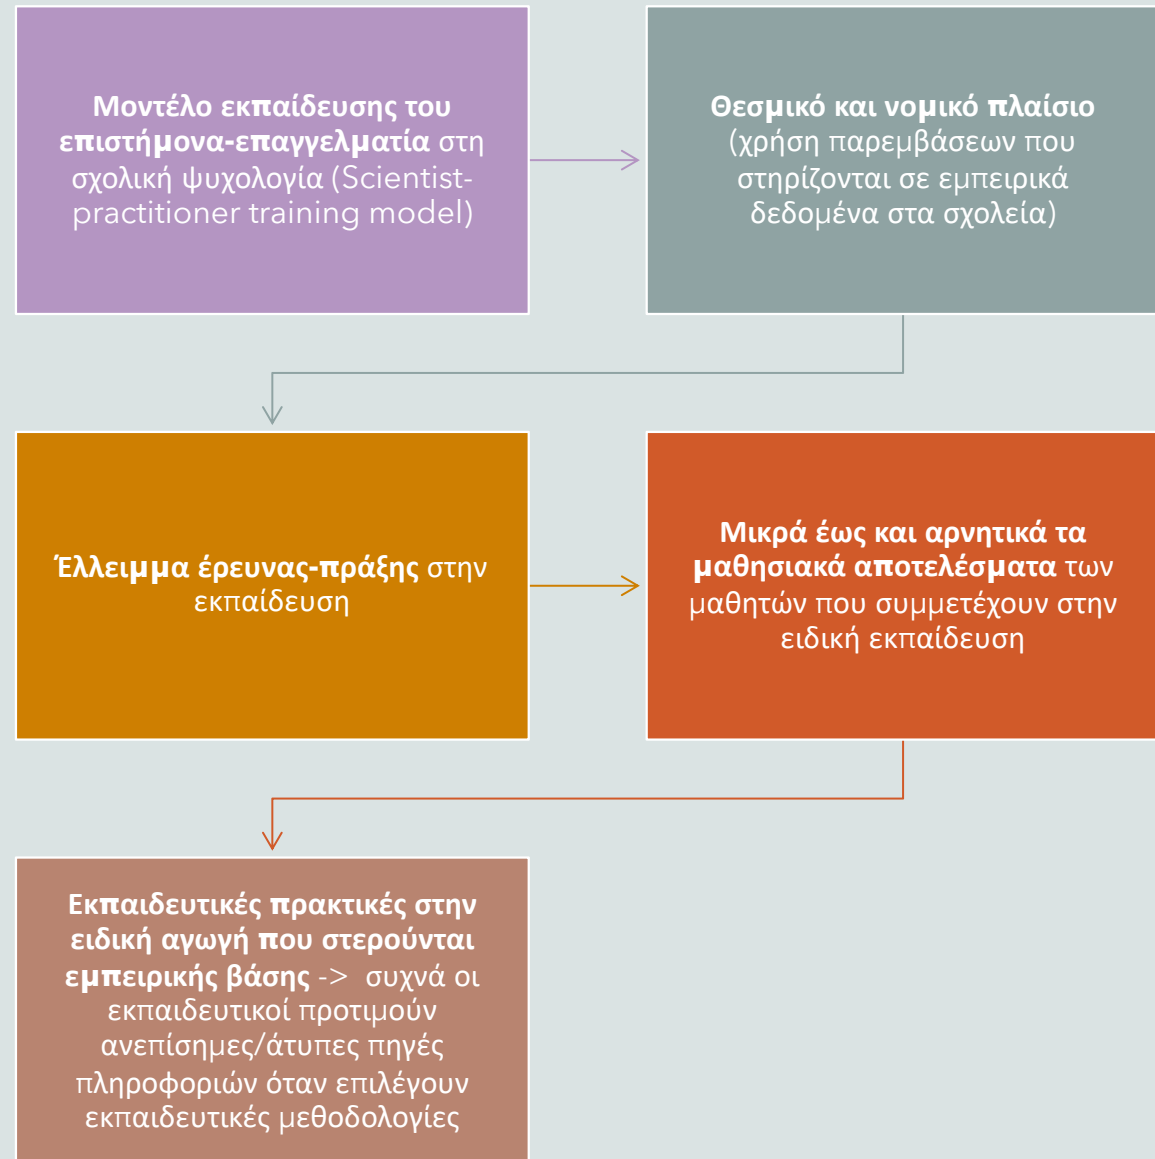 Μοντέλο εκπαίδευσης του
επιστήμονα-επαγγελματία στη
σχολική ψυχολογία (Scientist-
practitioner training model)
Θεσμικό και νομικό πλαίσιο
(χρήση παρεμβάσεων που
στηρίζονται σε εμπειρικά
δεδομένα στα σχολεία)
Έλλειμμα έρευνας-πράξης στην
εκπαίδευση
Μικρά έως και αρνητικά τα
μαθησιακά αποτελέσματα των
μαθητών που συμμετέχουν στην
ειδική εκπαίδευση
Εκπαιδευτικές πρακτικές στην
ειδική αγωγή που στερούνται
εμπειρικής βάσης -> συχνά οι
εκπαιδευτικοί προτιμούν
ανεπίσημες/άτυπες πηγές
πληροφοριών όταν επιλέγουν
εκπαιδευτικές μεθοδολογίες